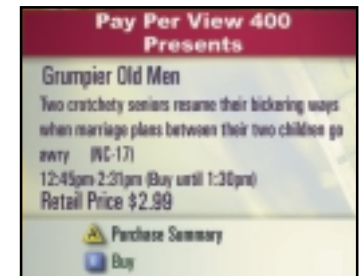 Pay Per View 400
Presents
Grumpier Old Men
Two crotchety seniors resume their bickering ways
when marriage plans between their two children go
awry (NC-17)
12:45pm-2:31pm (Buy until 1:30pm)
Retail Price $2.99
Purchase Summary
Buy